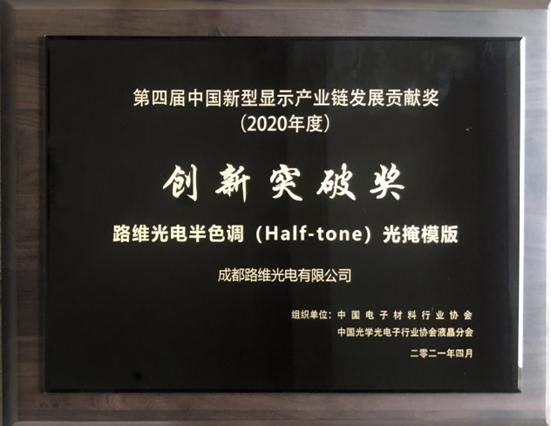 第四届中国新型显示产业链发展贡献奖
(2020年度)
创新突破奖
路维光电半色调（Half-tone）光掩模版
成都路维光电有限公司
组织单位：中国电子材料行业协会
中国光学光电子行业协会液晶分会
二零二一年四月